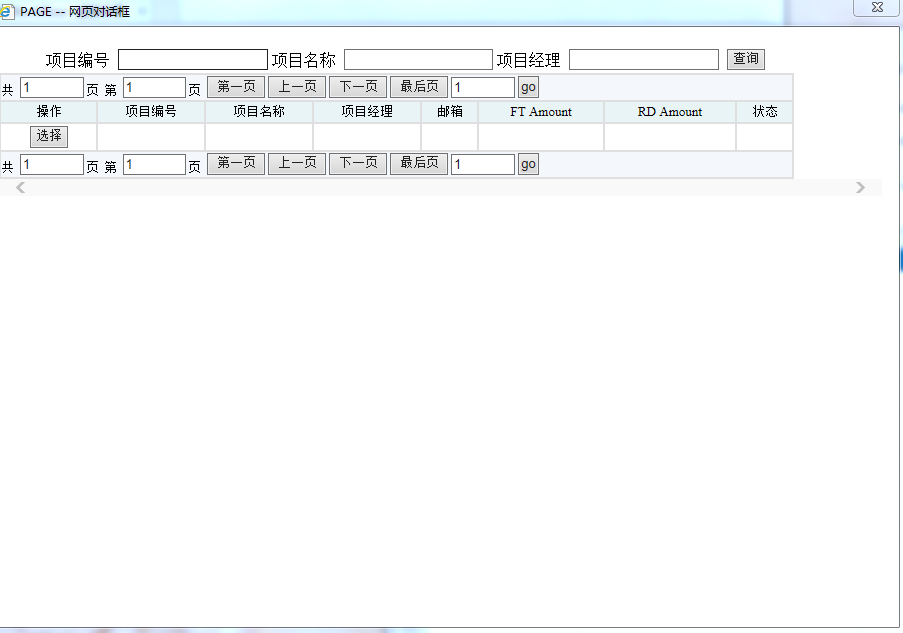 PAGE -- 网页对话框
项目编号 项目名称 项目经理 查询
共 1 页 第 1 页 第一页 上一页 下一页 最后页 1 go
操作 项目编号 项目名称 项目经理 邮箱 FT Amount RD Amount 状态
选择
共 1 页 第 1 页 第一页 上一页 下一页 最后页 1 go